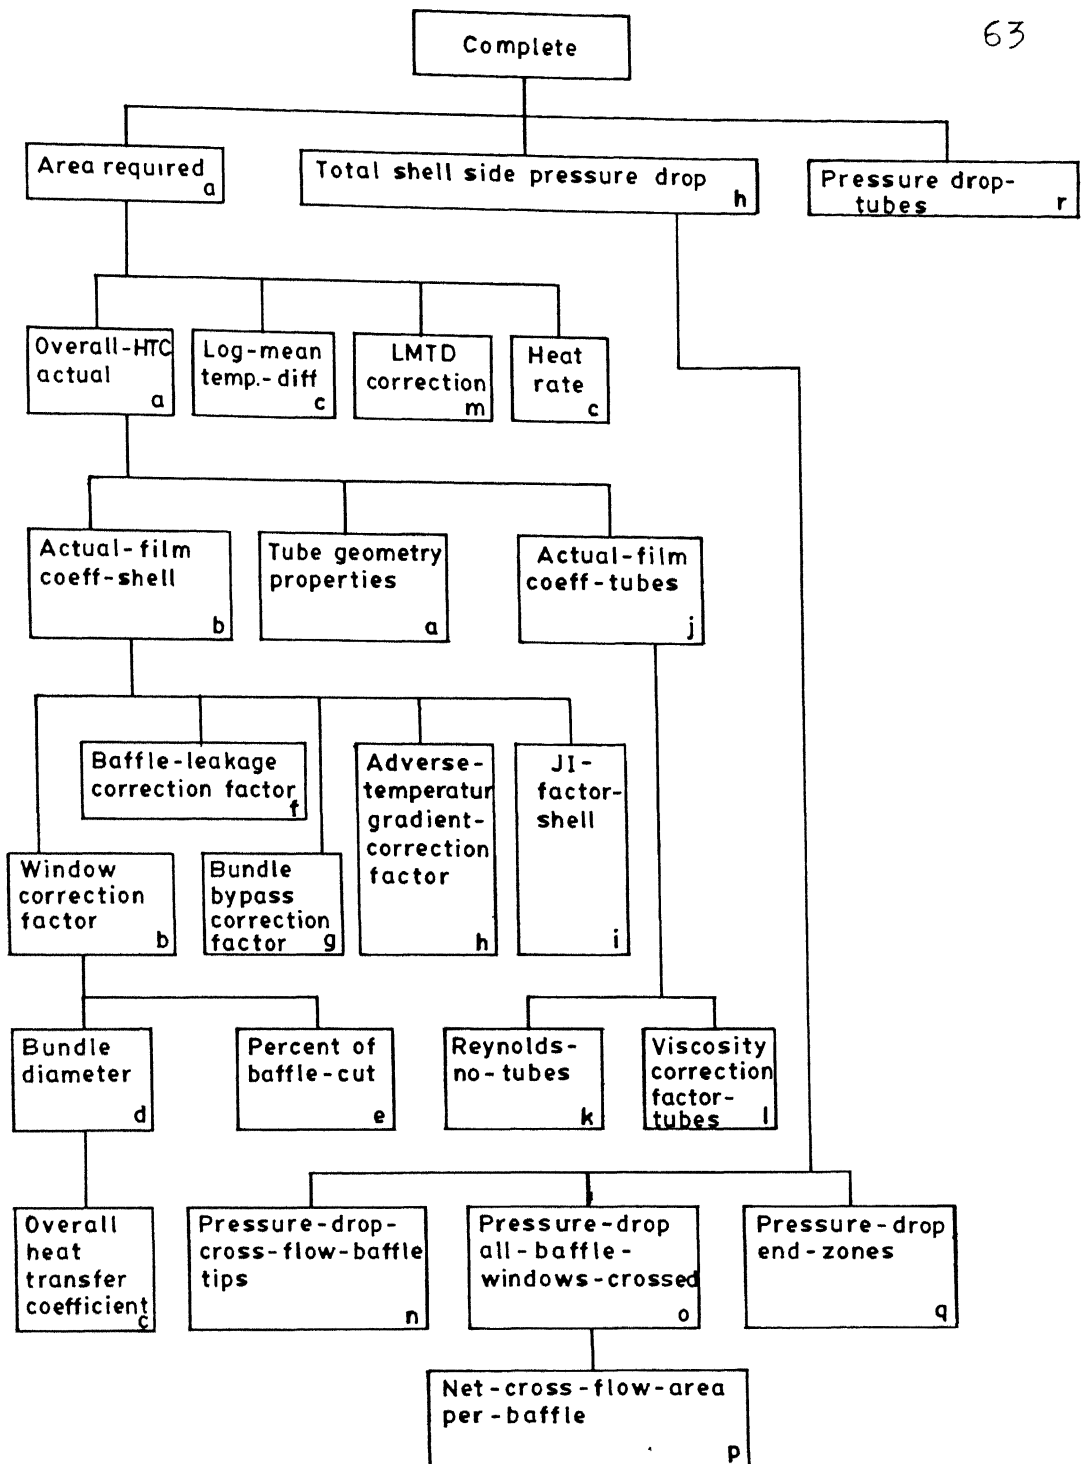 63
Complete
Area required
a
Total shell side pressure drop
h
Pressure drop-
tubes
r
Overall-HTC
actual
a
Log-mean
temp.-diff
c
LMTD
correction
m
Heat
rate
c
Actual-film
coeff-shell
b
Tube geometry
properties
a
Actual-film
coeff-tubes
j
Baffle-leakage
correction factor
f
Adverse-
temperatur
gradient-
correction
factor
h
JI-
factor-
shell
i
Window
correction
factor
b
Bundle
bypass
correction
factor g
Bundle
diameter
d
Percent of
baffle-cut
e
Reynolds-
no-tubes
k
Viscosity
correction
factor-
tubes l
Overall
heat
transfer
coefficient
c
Pressure-drop-
cross-flow-baffle
tips
n
Pressure-drop
all-baffle-
windows-crossed
o
Pressure-drop
end-zones
q
Net-cross-flow-area
per-baffle
p